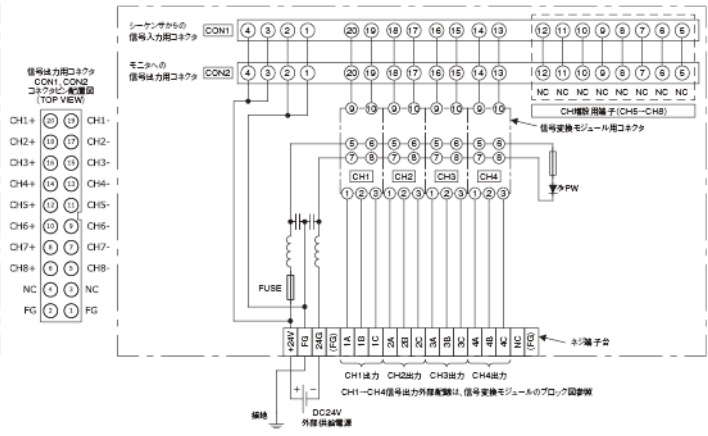 シーケンサからの
信号入力用コネクタ
CON1
4 3 2 1 20 19 18 17 16 15 14 13 12 11 10 9 8 7 6 5
モニタへの
信号出力用コネクタ
CON2
4 3 2 1 20 19 18 17 16 15 14 13 12 11 10 9 8 7 6 5
NC NC NC NC NC NC NC NC
CH増設用端子(CH5~CH8)
信号出力用コネクタ
CON1, CON2
コネクタピン配置図
(TOP VIEW)
CH1+ 20 19 CH1-
CH2+ 18 17 CH2-
CH3+ 16 15 CH3-
CH4+ 14 13 CH4-
CH5+ 12 11 CH5-
CH6+ 10 9 CH6-
CH7+ 8 7 CH7-
CH8+ 6 5 CH8-
NC 4 3 NC
FG 2 1 FG
9 10 9 10 9 10 9 10
信号変換モジュール用コネクタ
5 6 5 6 5 6 5 6
7 8 7 8 7 8 7 8
CH1 CH2 CH3 CH4
PW
1 2 3 1 2 3 1 2 3 1 2 3
FUSE
+24V FG 24G (FG) 1A 1B 1C 2A 2B 2C 3A 3B 3C 4A 4B 4C NC (FG)
ネジ端子台
CH1出力 CH2出力 CH3出力 CH4出力
CH1~CH4信号出力外部配線は、信号変換モジュールのブロック図参照
+ -
DC24V
外部供給電源
接地